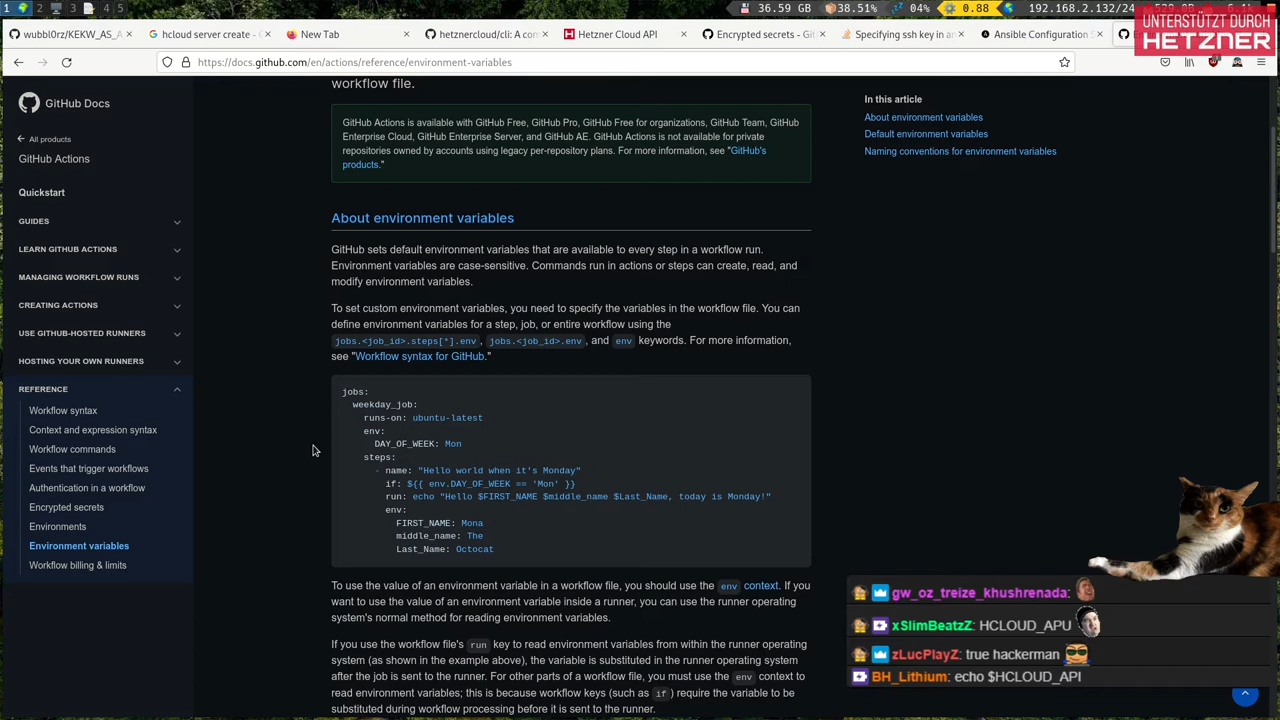 1 2 3 4 5 36.59 GB 38.51% 04% 0.88 192.168.2.132/24 529.0B 6.1k
UNTERSTÜTZT DURCH
HETZNER
wubbl0rz/KEKW_AS_A
hcloud server create -
New Tab
hetznercloud/cli: A com
Hetzner Cloud API
Encrypted secrets - Git
Specifying ssh key in an
Ansible Configuration S
https://docs.github.com/en/actions/reference/environment-variables
GitHub Docs
All products
GitHub Actions
Quickstart
GUIDES
LEARN GITHUB ACTIONS
MANAGING WORKFLOW RUNS
CREATING ACTIONS
USE GITHUB-HOSTED RUNNERS
HOSTING YOUR OWN RUNNERS
REFERENCE
Workflow syntax
Context and expression syntax
Workflow commands
Events that trigger workflows
Authentication in a workflow
Encrypted secrets
Environments
Environment variables
Workflow billing & limits
workflow file.
GitHub Actions is available with GitHub Free, GitHub Pro, GitHub Free for organizations, GitHub Team, GitHub
Enterprise Cloud, GitHub Enterprise Server, and GitHub AE. GitHub Actions is not available for private
repositories owned by accounts using legacy per-repository plans. For more information, see "GitHub's
products."
About environment variables
GitHub sets default environment variables that are available to every step in a workflow run.
Environment variables are case-sensitive. Commands run in actions or steps can create, read, and
modify environment variables.
To set custom environment variables, you need to specify the variables in the workflow file. You can
define environment variables for a step, job, or entire workflow using the
jobs.<job_id>.steps[*].env, jobs.<job_id>.env, and env keywords. For more information,
see "Workflow syntax for GitHub."
jobs:
weekday_job:
runs-on: ubuntu-latest
env:
DAY_OF_WEEK: Mon
steps:
- name: "Hello world when it's Monday"
if: ${{ env.DAY_OF_WEEK == 'Mon' }}
run: echo "Hello $FIRST_NAME $middle_name $Last_Name, today is Monday!"
env:
FIRST_NAME: Mona
middle_name: The
Last_Name: Octocat
To use the value of an environment variable in a workflow file, you should use the env context. If you
want to use the value of an environment variable inside a runner, you can use the runner operating
system's normal method for reading environment variables.
If you use the workflow file's run key to read environment variables from within the runner operating
system (as shown in the example above), the variable is substituted in the runner operating system
after the job is sent to the runner. For other parts of a workflow file, you must use the env context to
read environment variables; this is because workflow keys (such as if) require the variable to be
substituted during workflow processing before it is sent to the runner.
In this article
About environment variables
Default environment variables
Naming conventions for environment variables
gw_oz_treize_khushrenada:
xSlimBeatzZ: HCLOUD_APU
zLucPlayZ: true hackerman
BH_Lithium: echo $HCLOUD_API